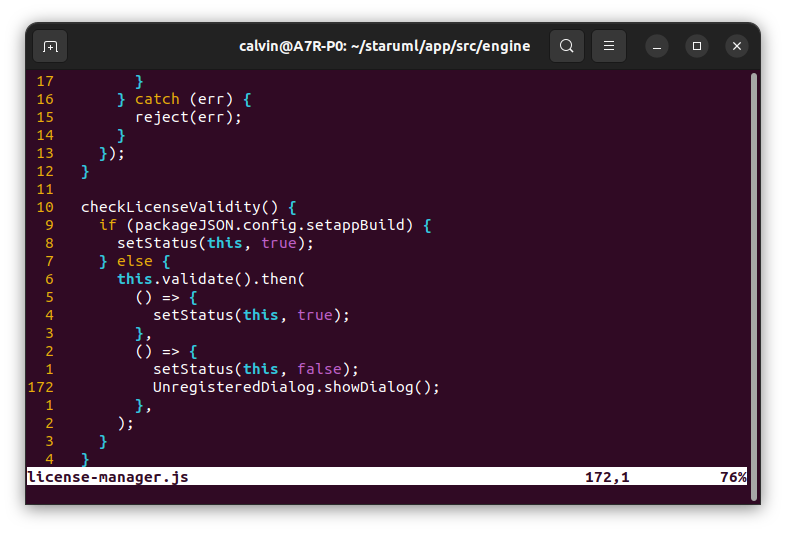 calvin@A7R-P0: ~/staruml/app/src/engine
17         }
16       } catch (err) {
15         reject(err);
14       }
13     });
12   }
11
10   checkLicenseValidity() {
9     if (packageJSON.config.setappBuild) {
8       setStatus(this, true);
7     } else {
6       this.validate().then(
5         () => {
4           setStatus(this, true);
3         },
2         () => {
1           setStatus(this, false);
172           UnregisteredDialog.showDialog();
1         },
2       );
3     }
4   }
license-manager.js 172,1 76%